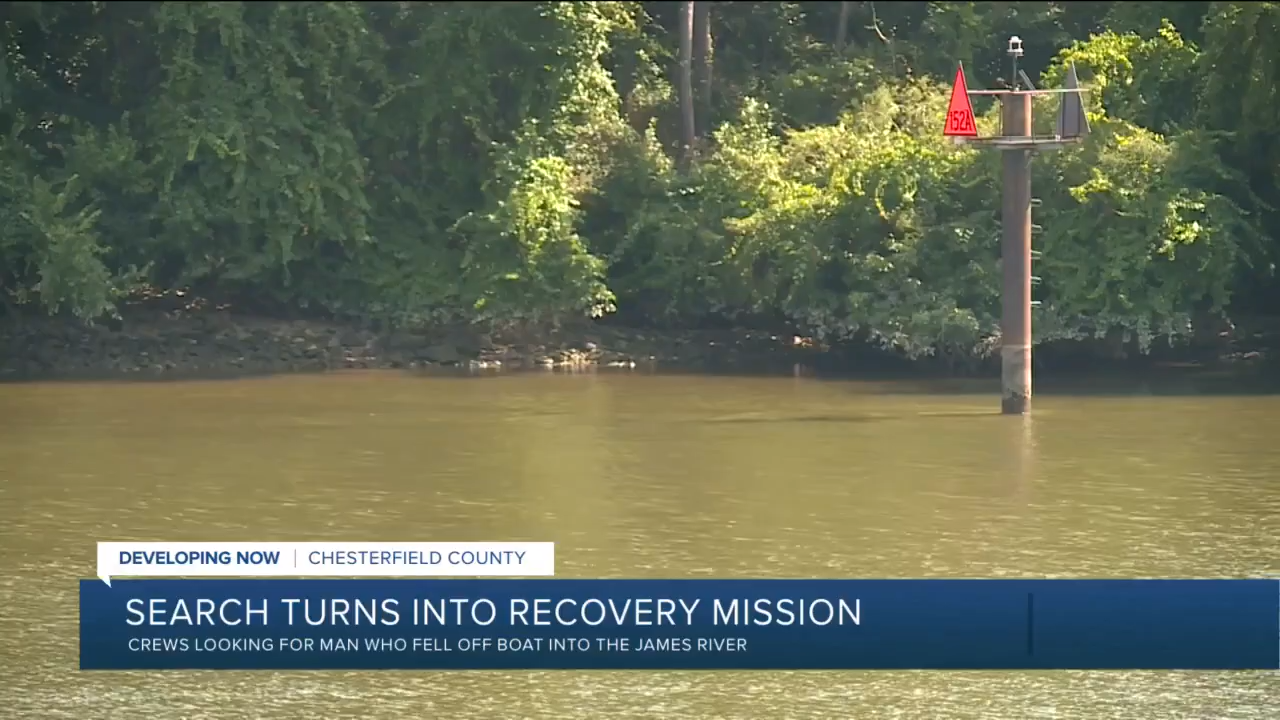 152A
DEVELOPING NOW | CHESTERFIELD COUNTY
SEARCH TURNS INTO RECOVERY MISSION
CREWS LOOKING FOR MAN WHO FELL OFF BOAT INTO THE JAMES RIVER